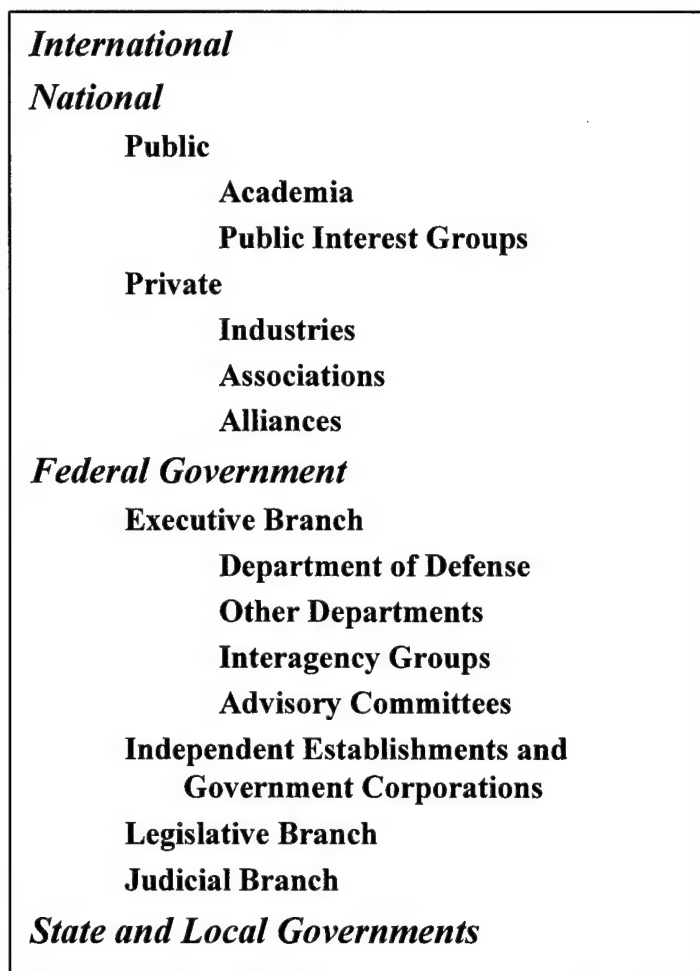 International
National
Public
Academia
Public Interest Groups
Private
Industries
Associations
Alliances
Federal Government
Executive Branch
Department of Defense
Other Departments
Interagency Groups
Advisory Committees
Independent Establishments and
Government Corporations
Legislative Branch
Judicial Branch
State and Local Governments